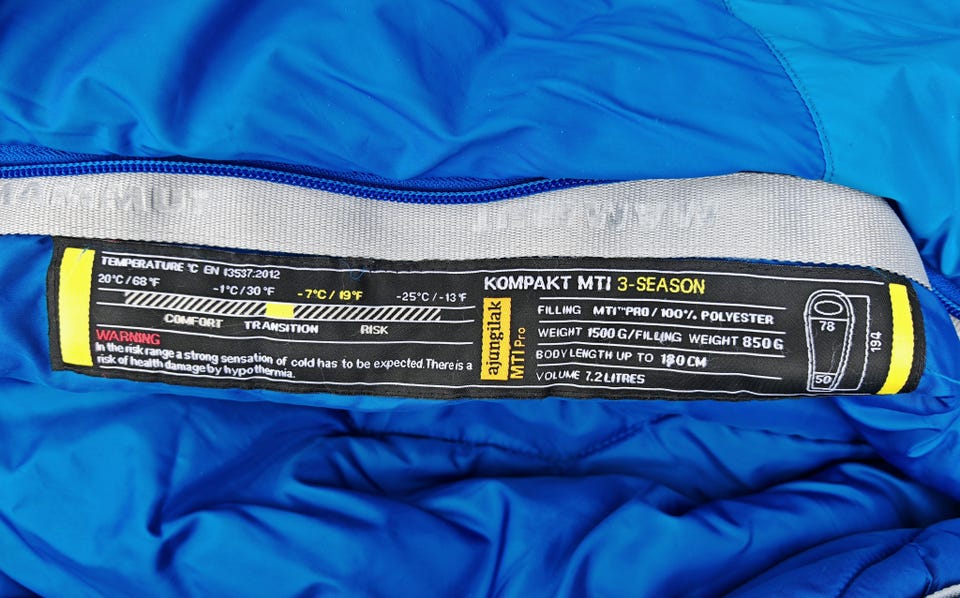 MAMMUT
MAMMUT
TEMPERATURE °C EN 13537:2012
20°C / 68°F -1°C / 30°F -7°C / 19°F -25°C / -13°F
COMFORT TRANSITION RISK
WARNING
In the risk range a strong sensation of cold has to be expected. There is a
risk of health damage by hypothermia.
ajungilak
MTI Pro
KOMPAKT MTI 3-SEASON
FILLING MTI™PRO / 100% POLYESTER
WEIGHT 1500 G/FILLING WEIGHT 850 G
BODY LENGTH UP TO 180 CM
VOLUME 7.2 LITRES
78
194
50